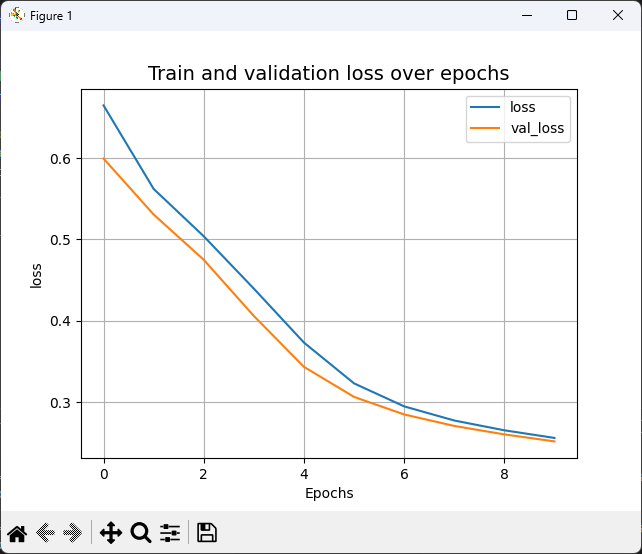 Figure 1
Train and validation loss over epochs
loss
val_loss
0.6
0.5
0.4
0.3
loss
0 2 4 6 8
Epochs